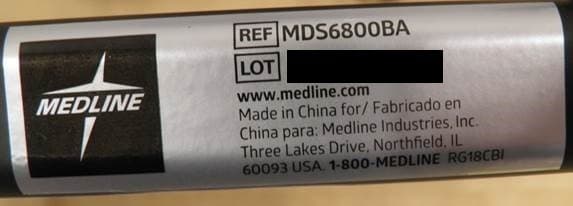 MEDLINE
REF MDS6800BA
LOT
www.medline.com
Made in China for/ Fabricado en
China para: Medline Industries, Inc.
Three Lakes Drive, Northfield, IL
60093 USA. 1-800-MEDLINE RG18CBI